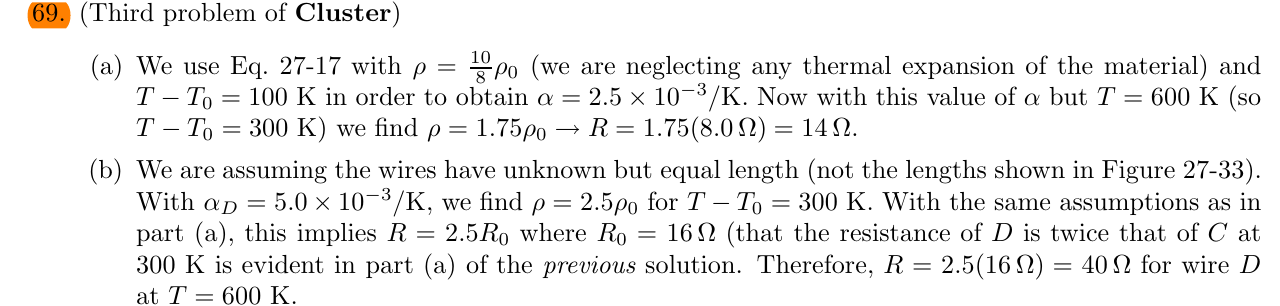 69. (Third problem of Cluster)
(a) We use Eq. 27-17 with ρ = 10/8 ρ₀ (we are neglecting any thermal expansion of the material) and
T − T₀ = 100 K in order to obtain α = 2.5 × 10⁻³/K. Now with this value of α but T = 600 K (so
T − T₀ = 300 K) we find ρ = 1.75ρ₀ → R = 1.75(8.0 Ω) = 14 Ω.
(b) We are assuming the wires have unknown but equal length (not the lengths shown in Figure 27-33).
With α_D = 5.0 × 10⁻³/K, we find ρ = 2.5ρ₀ for T − T₀ = 300 K. With the same assumptions as in
part (a), this implies R = 2.5R₀ where R₀ = 16 Ω (that the resistance of D is twice that of C at
300 K is evident in part (a) of the previous solution. Therefore, R = 2.5(16 Ω) = 40 Ω for wire D
at T = 600 K.